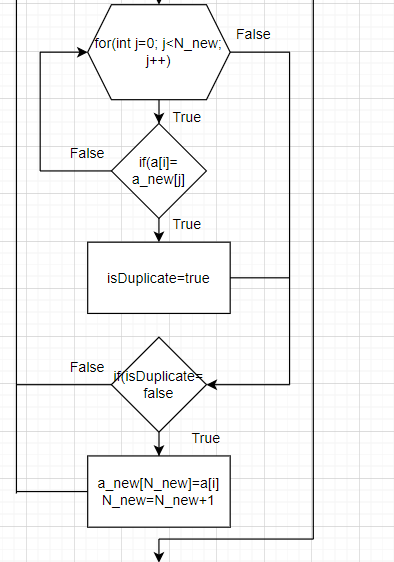 False
for(int j=0; j<N_new;
j++)
True
False
if(a[i]=
a_new[j]
True
isDuplicate=true
False
if(isDuplicate=
false
True
a_new[N_new]=a[i]
N_new=N_new+1